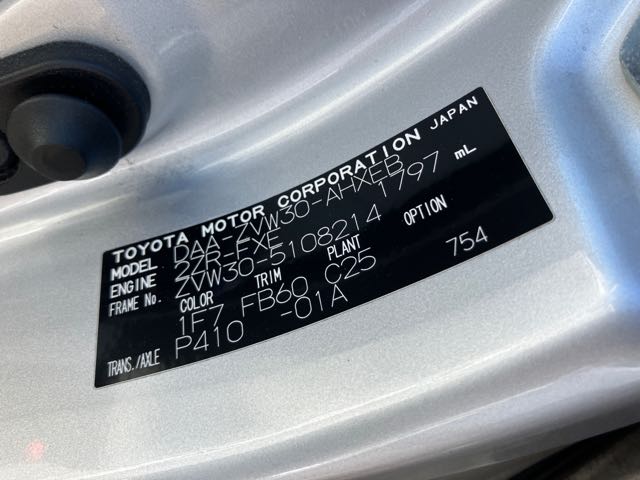 TOYOTA MOTOR CORPORATION JAPAN
MODEL DAA-ZVW30-AHXEB
ENGINE 2ZR-FXE 1797 mL
FRAME No. ZVW30-5108214
COLOR TRIM PLANT OPTION
1F7 FB60 C25 754
TRANS./AXLE P410 -01A